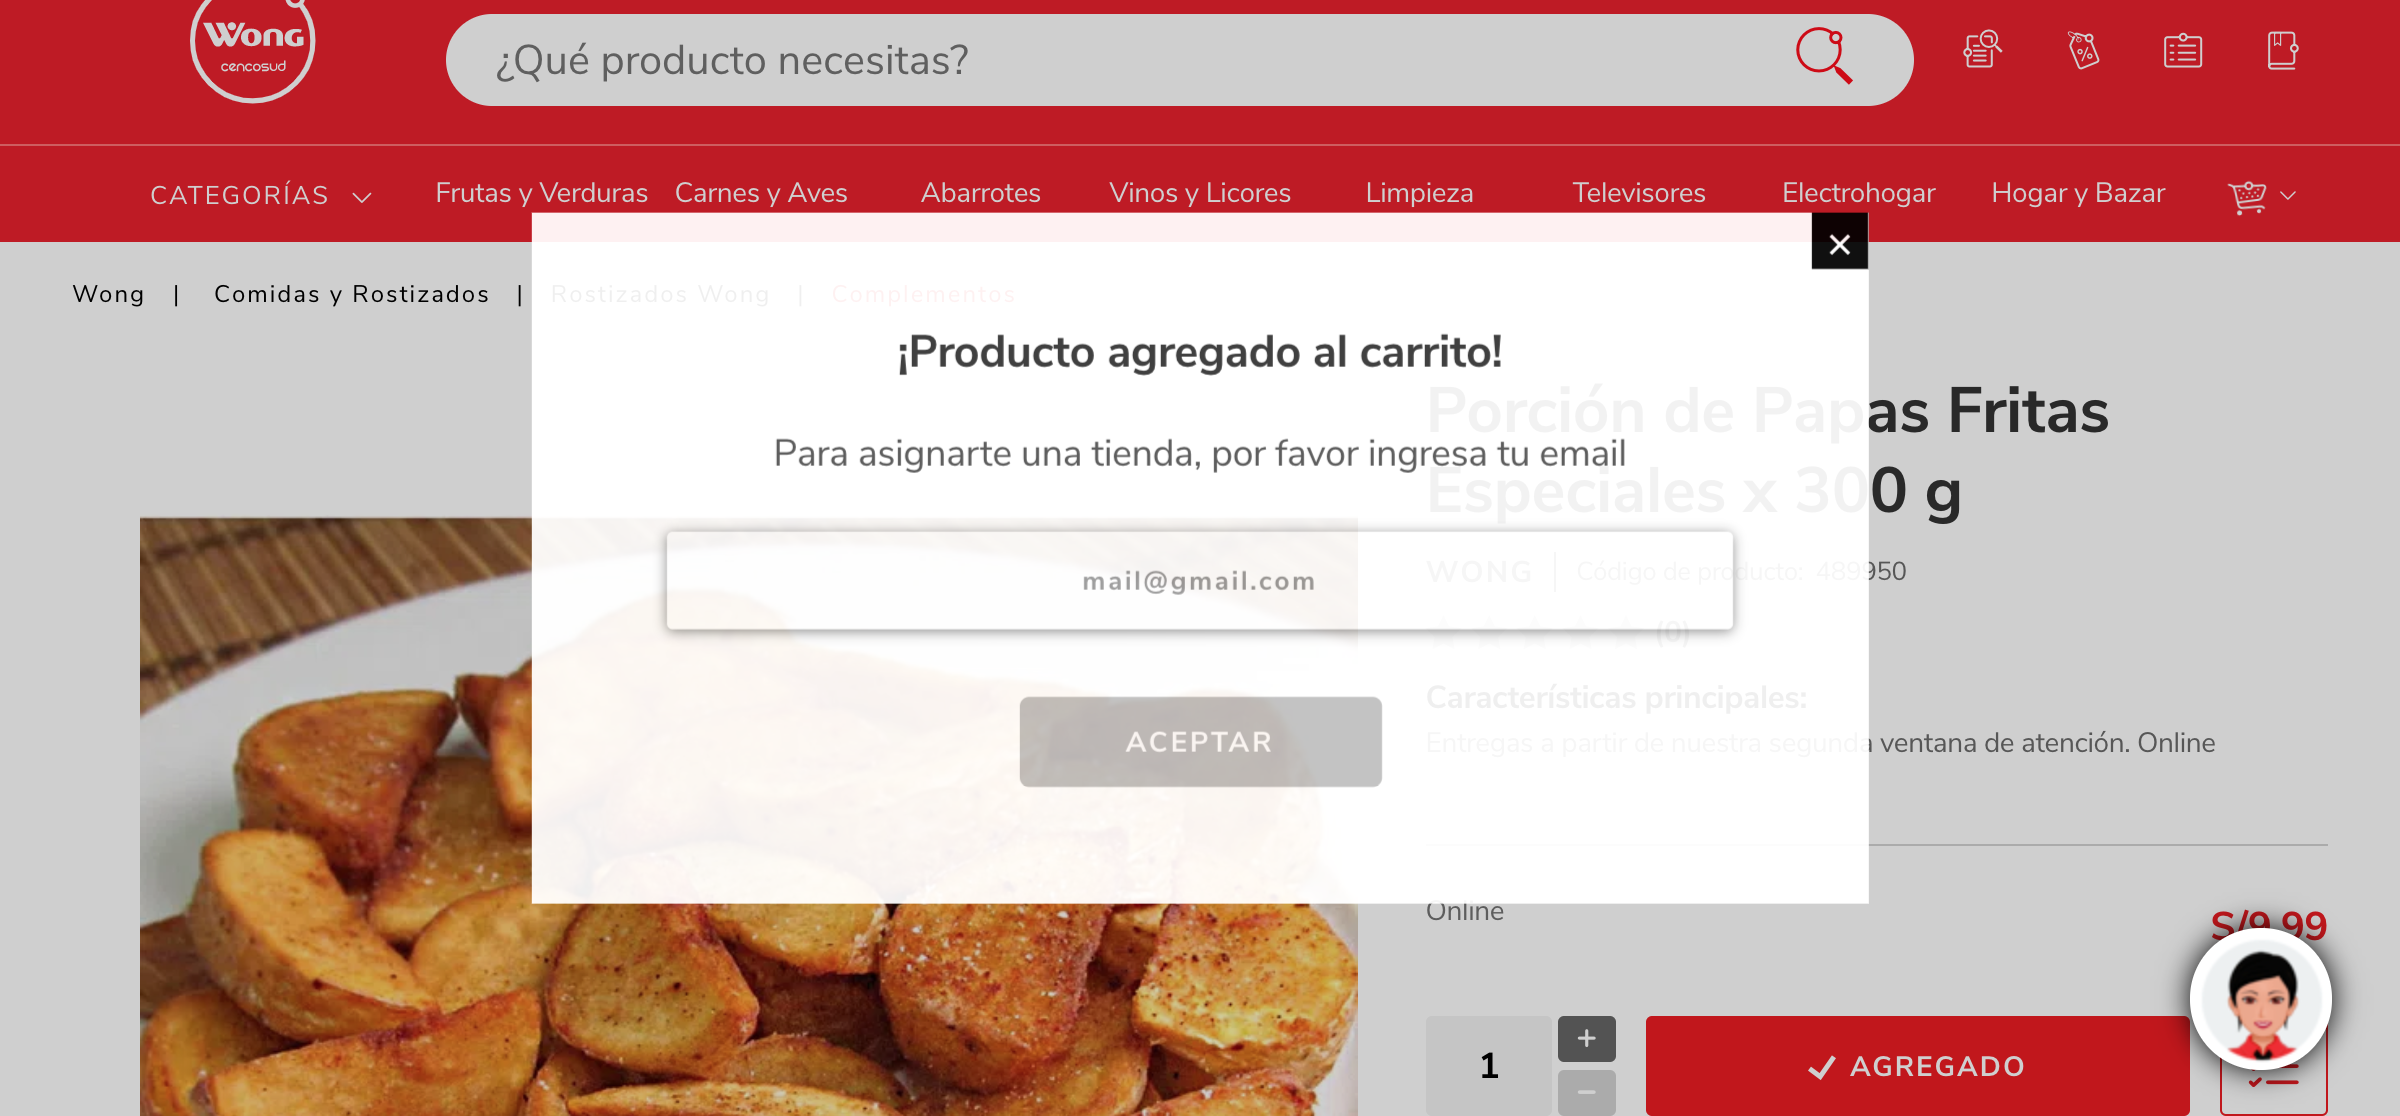 Wong
cencosud
¿Qué producto necesitas?
CATEGORÍAS
Frutas y Verduras
Carnes y Aves
Abarrotes
Vinos y Licores
Limpieza
Televisores
Electrohogar
Hogar y Bazar
Wong | Comidas y Rostizados | Rostizados Wong | Complementos
¡Producto agregado al carrito!
Para asignarte una tienda, por favor ingresa tu email
mail@gmail.com
ACEPTAR
Porción de Papas Fritas
Especiales x 300 g
WONG | Código de producto: 489950
(0)
Características principales:
Entregas a partir de nuestra segunda ventana de atención. Online
Online
S/9.99
1
+
−
AGREGADO